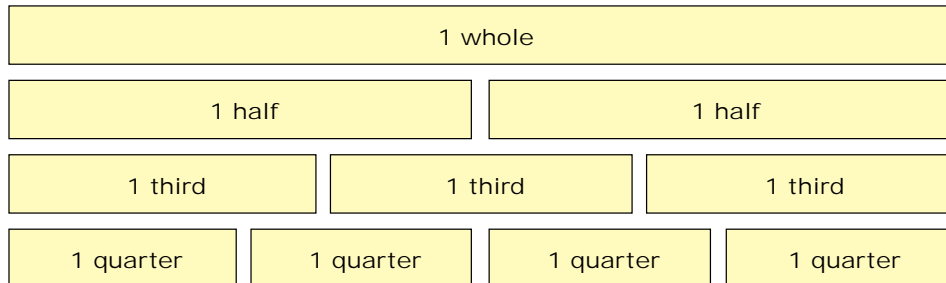 1 whole
1 half 1 half
1 third 1 third 1 third
1 quarter 1 quarter 1 quarter 1 quarter